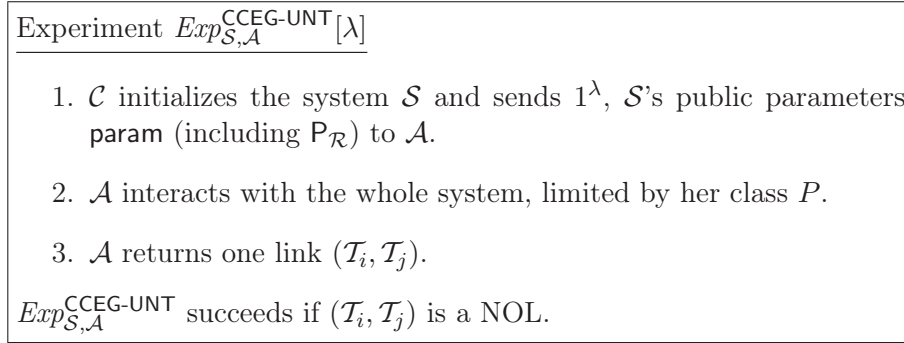 Experiment Exp^{CCEG-UNT}_{𝒮,𝒜}[λ]
1. 𝒞 initializes the system 𝒮 and sends 1^λ, 𝒮's public parameters
param (including P_ℛ) to 𝒜.
2. 𝒜 interacts with the whole system, limited by her class P.
3. 𝒜 returns one link (𝒯_i, 𝒯_j).
Exp^{CCEG-UNT}_{𝒮,𝒜} succeeds if (𝒯_i, 𝒯_j) is a NOL.